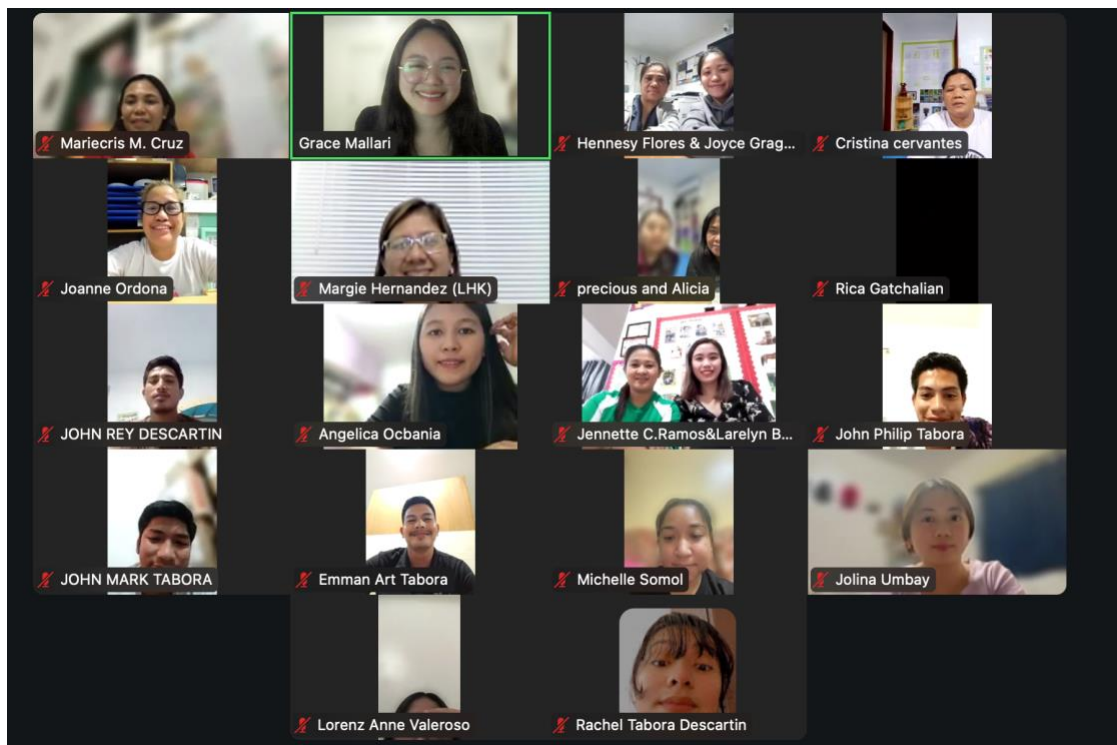 Mariecris M. Cruz
Grace Mallari
Hennesy Flores & Joyce Grag...
Cristina cervantes
Joanne Ordona
Margie Hernandez (LHK)
precious and Alicia
Rica Gatchalian
JOHN REY DESCARTIN
Angelica Ocbania
Jennette C.Ramos&Larelyn B...
John Philip Tabora
JOHN MARK TABORA
Emman Art Tabora
Michelle Somol
Jolina Umbay
Lorenz Anne Valeroso
Rachel Tabora Descartin